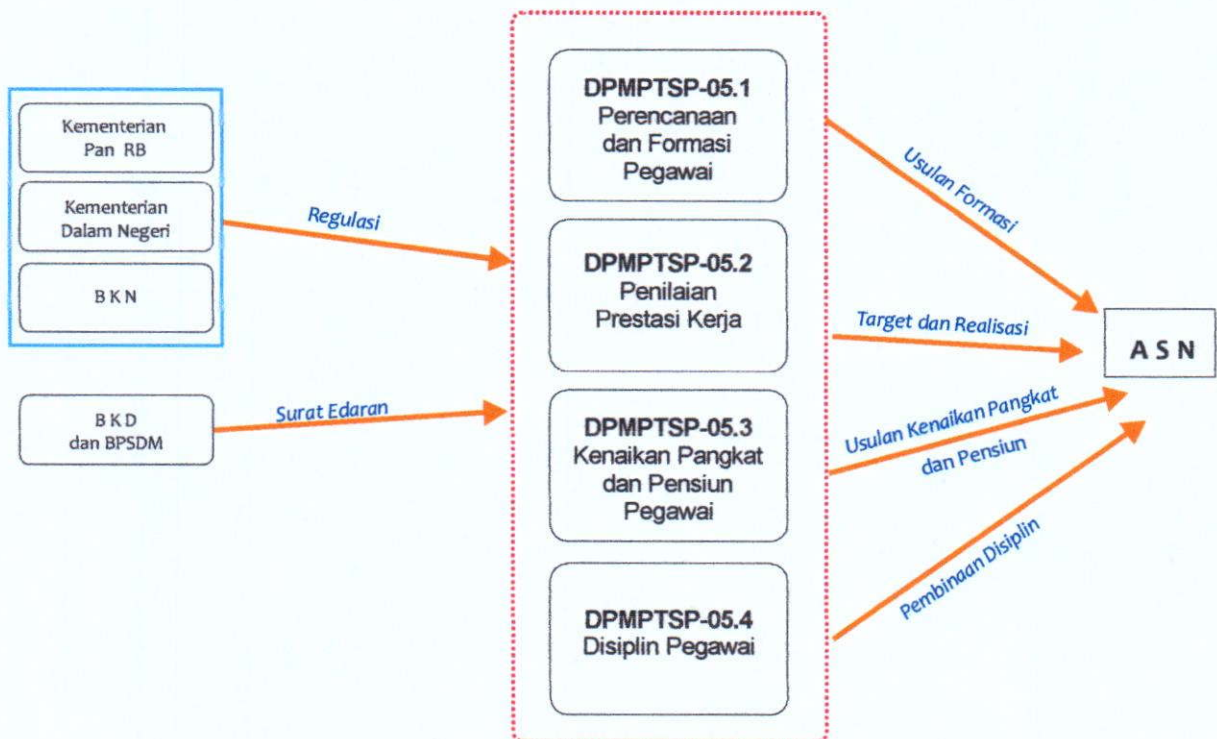 Kementerian
Pan RB
Kementerian
Dalam Negeri
B K N
B K D
dan BPSDM
Regulasi
Surat Edaran
DPMPTSP-05.1
Perencanaan
dan Formasi
Pegawai
DPMPTSP-05.2
Penilaian
Prestasi Kerja
DPMPTSP-05.3
Kenaikan Pangkat
dan Pensiun
Pegawai
DPMPTSP-05.4
Disiplin Pegawai
Usulan Formasi
Target dan Realisasi
Usulan Kenaikan Pangkat
dan Pensiun
Pembinaan Disiplin
A S N